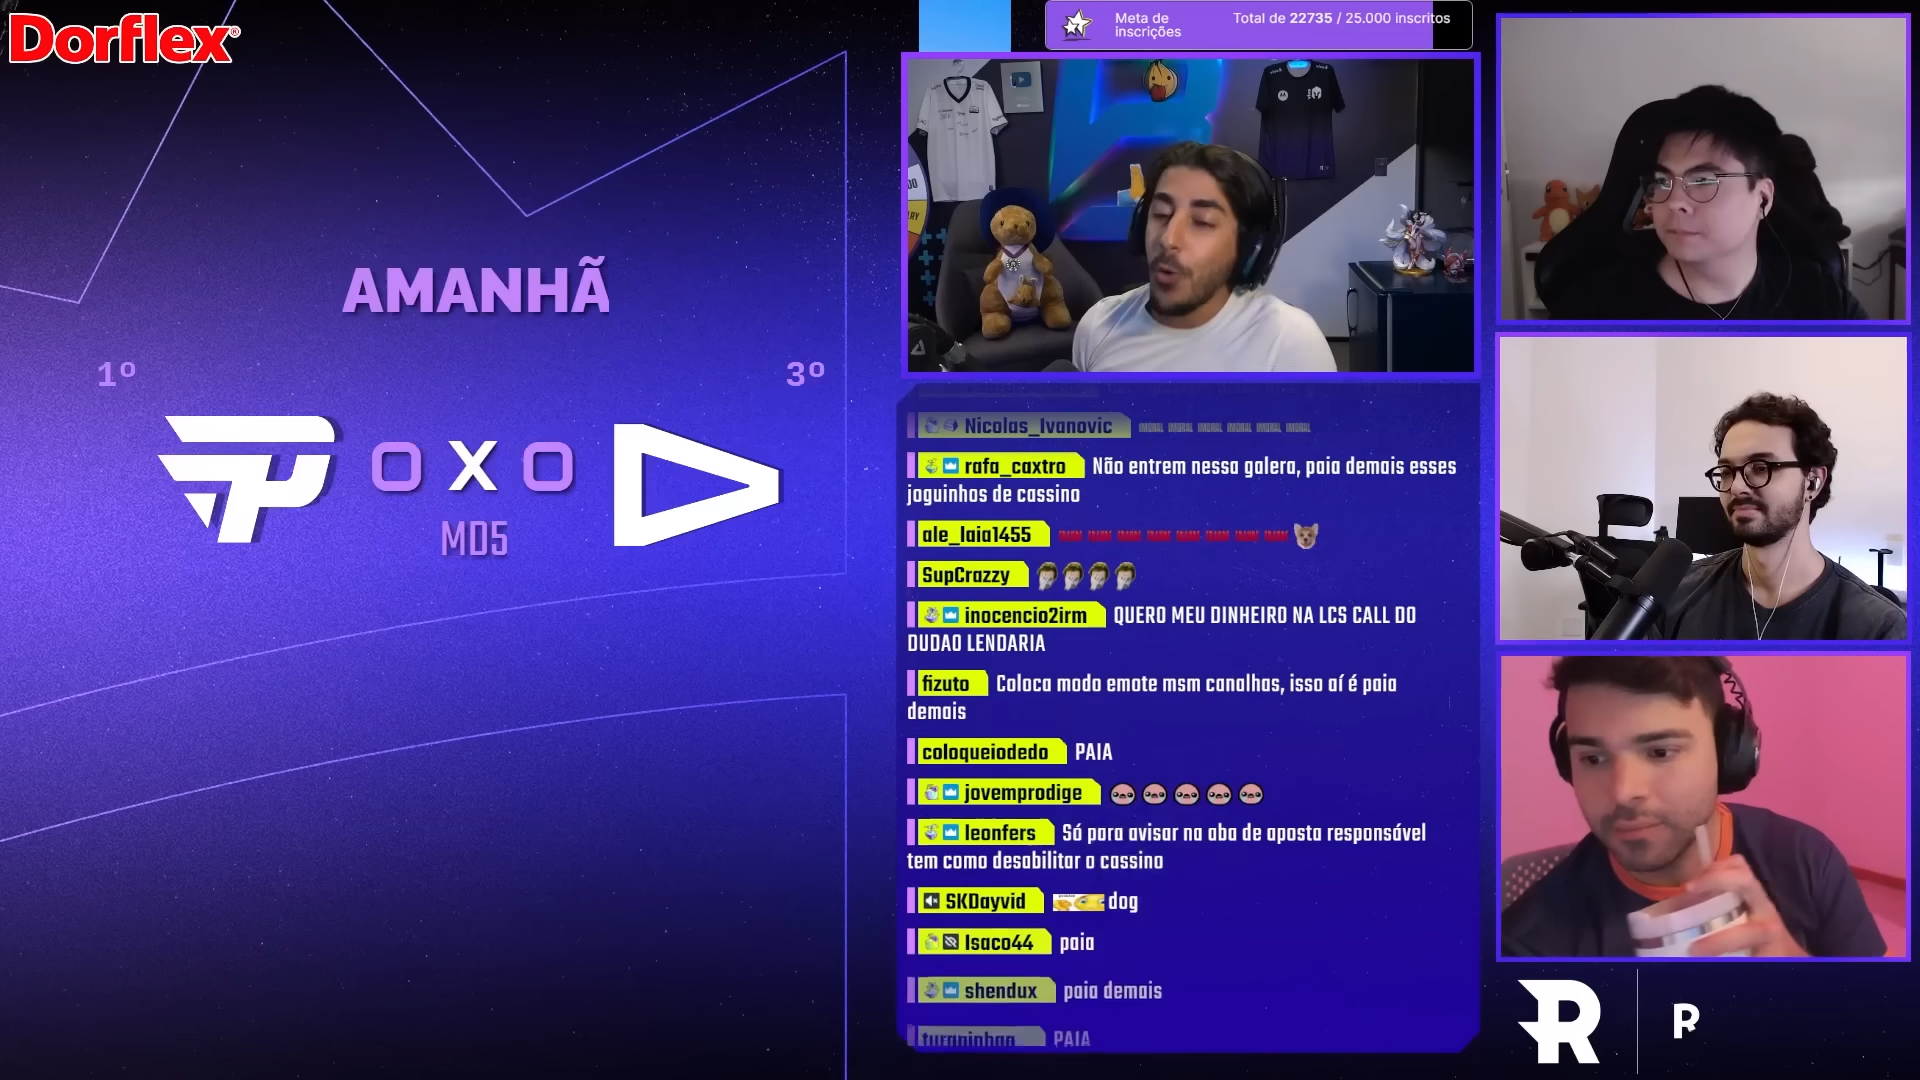 Dorflex®
Meta de
inscrições
Total de 22735 / 25.000 inscritos
AMANHÃ
1º
3º
0 X 0
MD5
Nicolas_Ivanovic
rafa_caxtro Não entrem nessa galera, paia demais esses
joguinhos de cassino
ale_laia1455
SupCrazzy
inocencio2irm QUERO MEU DINHEIRO NA LCS CALL DO
DUDAO LENDARIA
fizuto Coloca modo emote msm canalhas, isso aí é paia
demais
coloqueiodedo PAIA
jovemprodige
leonfers Só para avisar na aba de aposta responsável
tem como desabilitar o cassino
SKDayvid dog
Isaco44 paia
shendux paia demais
PAIA
R
P